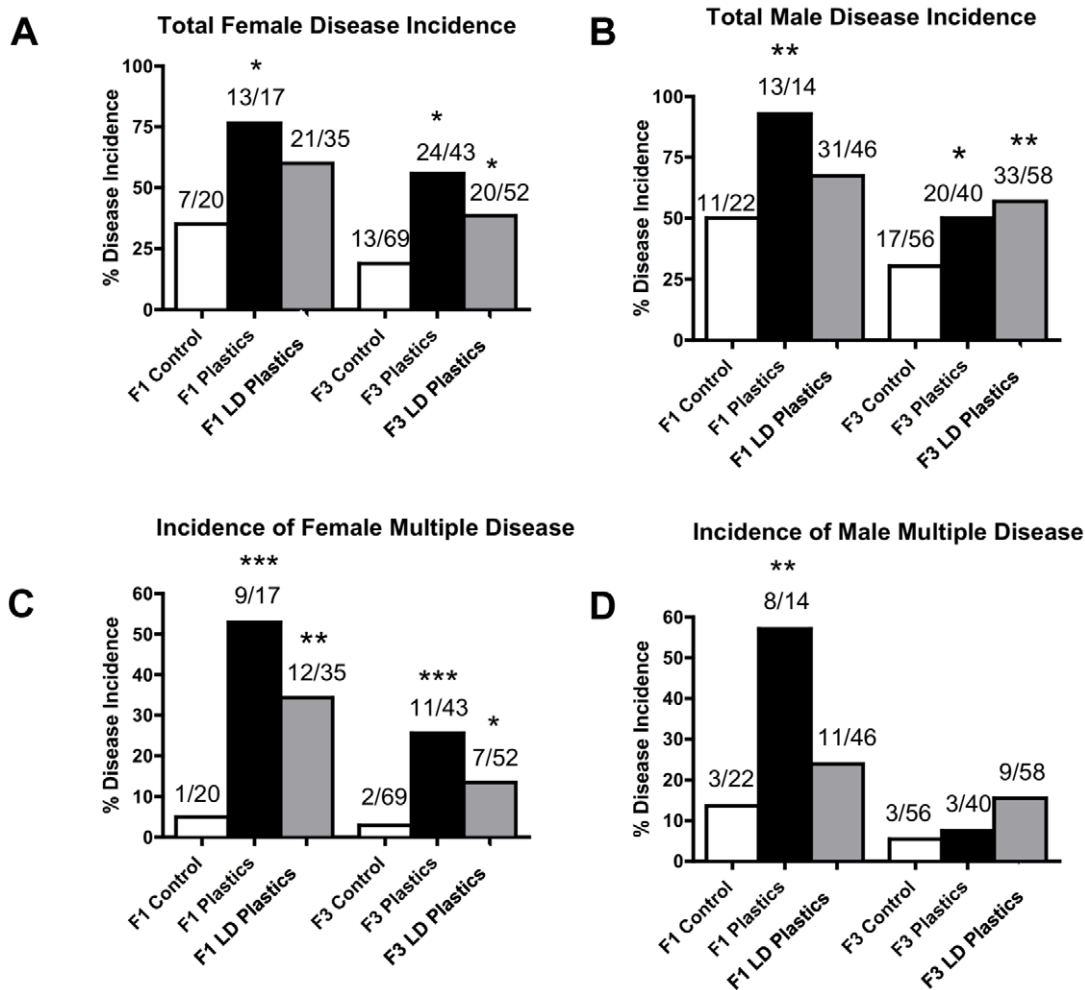 A
Total Female Disease Incidence
% Disease Incidence
100
75
50
25
0
7/20
*
13/17
21/35
13/69
*
24/43
*
20/52
F1 Control
F1 Plastics
F1 LD Plastics
F3 Control
F3 Plastics
F3 LD Plastics
B
Total Male Disease Incidence
% Disease Incidence
100
75
50
25
0
11/22
**
13/14
31/46
17/56
*
20/40
**
33/58
F1 Control
F1 Plastics
F1 LD Plastics
F3 Control
F3 Plastics
F3 LD Plastics
C
Incidence of Female Multiple Disease
% Disease Incidence
60
50
40
30
20
10
0
1/20
***
9/17
**
12/35
2/69
***
11/43
*
7/52
F1 Control
F1 Plastics
F1 LD Plastics
F3 Control
F3 Plastics
F3 LD Plastics
D
Incidence of Male Multiple Disease
% Disease Incidence
60
50
40
30
20
10
0
3/22
**
8/14
11/46
3/56
3/40
9/58
F1 Control
F1 Plastics
F1 LD Plastics
F3 Control
F3 Plastics
F3 LD Plastics